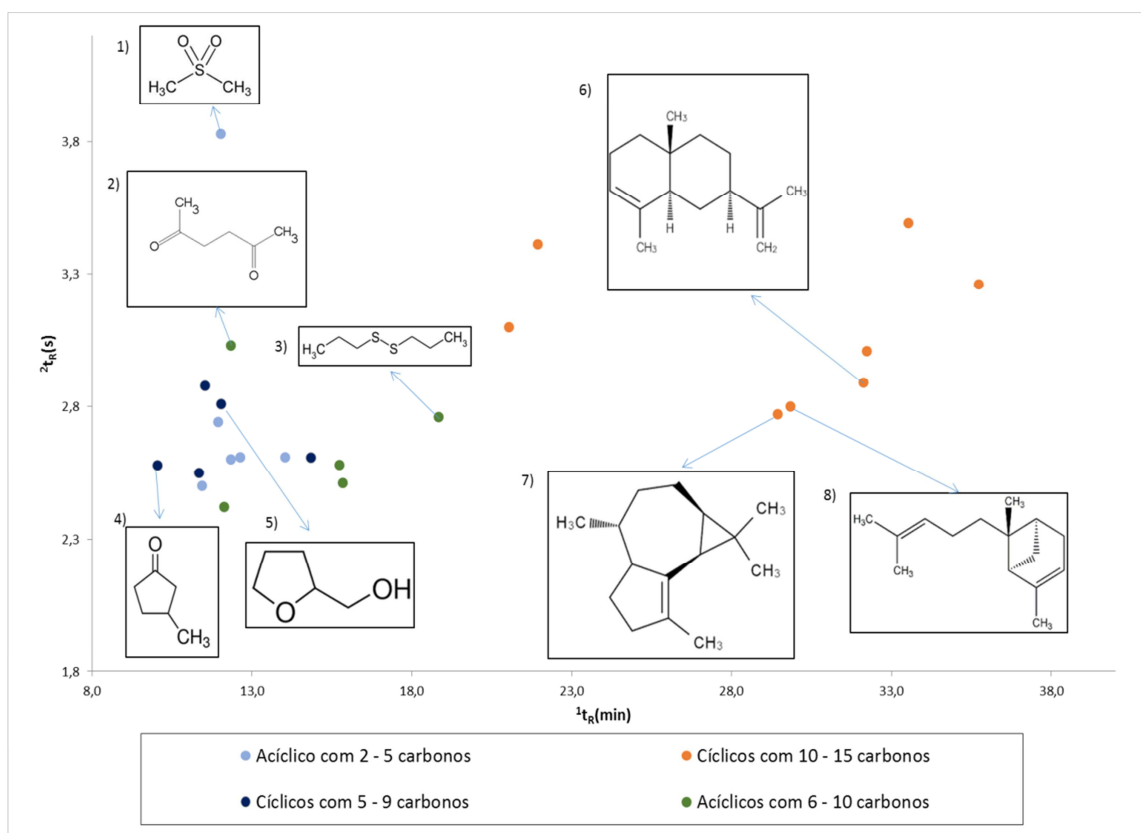 1)
O O
S
H₃C CH₃
3,8
2)
CH₃
CH₃
O
O
6)
CH₃
CH₃
H H
CH₃ CH₂
3,3
3)
H₃C S S CH₃
²tR(s)
2,8
2,3
4)
O
CH₃
5)
O OH
7)
H₃C
CH₃
CH₃
CH₃
8)
CH₃
H₃C
CH₃
CH₃
1,8
8,0 13,0 18,0 23,0 28,0 33,0 38,0
¹tR(min)
Acíclico com 2 - 5 carbonos Cíclicos com 10 - 15 carbonos
Cíclicos com 5 - 9 carbonos Acíclicos com 6 - 10 carbonos